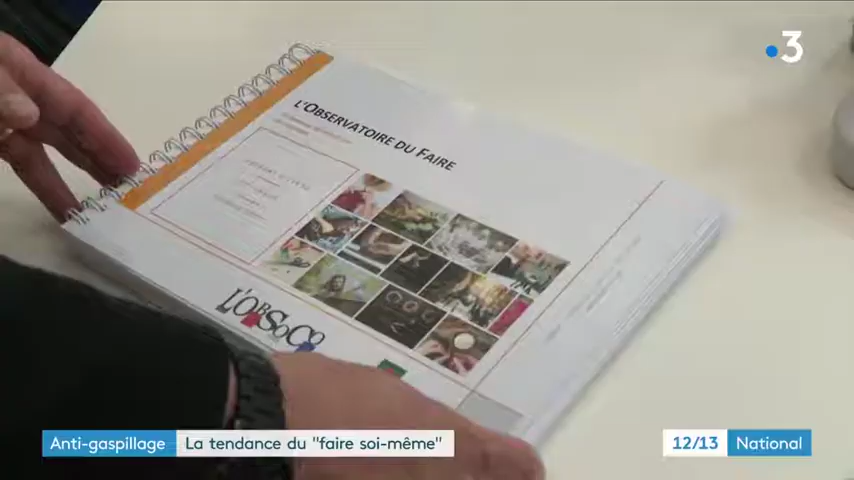 3
L'OBSERVATOIRE DU FAIRE
L'OBSOCO
Anti-gaspillage
La tendance du "faire soi-même"
12/13
National